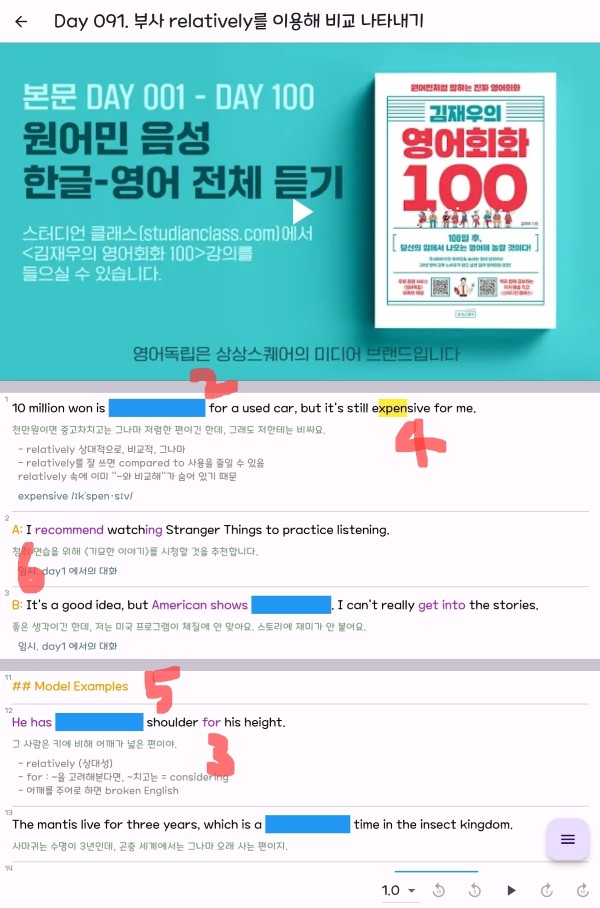 Day 091. 부사 relatively를 이용해 비교 나타내기
본문 DAY 001 - DAY 100
원어민 음성
한글-영어 전체 듣기
스터디언 클래스(studianclass.com)에서
<김재우의 영어회화 100>강의를
들으실 수 있습니다.
원어민처럼 말하는 진짜 영어회화
김재우의
영어회화
100
100일 후,
당신의 입에서 나오는 영어에 놀랄 것이다!
영어독립은 상상스퀘어의 미디어 브랜드입니다
2
1
10 million won is for a used car, but it's still expensive for me.
천만원이면 중고차치고는 그나마 저렴한 편이긴 한데, 그래도 저한테는 비싸요.
4
- relatively 상대적으로, 비교적, 그나마
- relatively를 잘 쓰면 compared to 사용을 줄일 수 있음
relatively 속에 이미 "~와 비교해"가 숨어 있기 때문
expensive /ɪkˈspen·sɪv/
2
A: I recommend watching Stranger Things to practice listening.
청취 연습을 위해 <기묘한 이야기>를 시청할 것을 추천합니다.
6
임시. day1 에서의 대화
3
B: It's a good idea, but American shows . I can't really get into the stories.
좋은 생각이긴 한데, 저는 미국 프로그램이 체질에 안 맞아요. 스토리에 재미가 안 붙어요.
임시. day1 에서의 대화
11
## Model Examples
5
12
He has shoulder for his height.
그 사람은 키에 비해 어깨가 넓은 편이야.
3
- relatively (상대성)
- for : ~을 고려해본다면, ~치고는 = considering
- 어깨를 주어로 하면 broken English
13
The mantis live for three years, which is a time in the insect kingdom.
사마귀는 수명이 3년인데, 곤충 세계에서는 그나마 오래 사는 편이지.
14
1.0